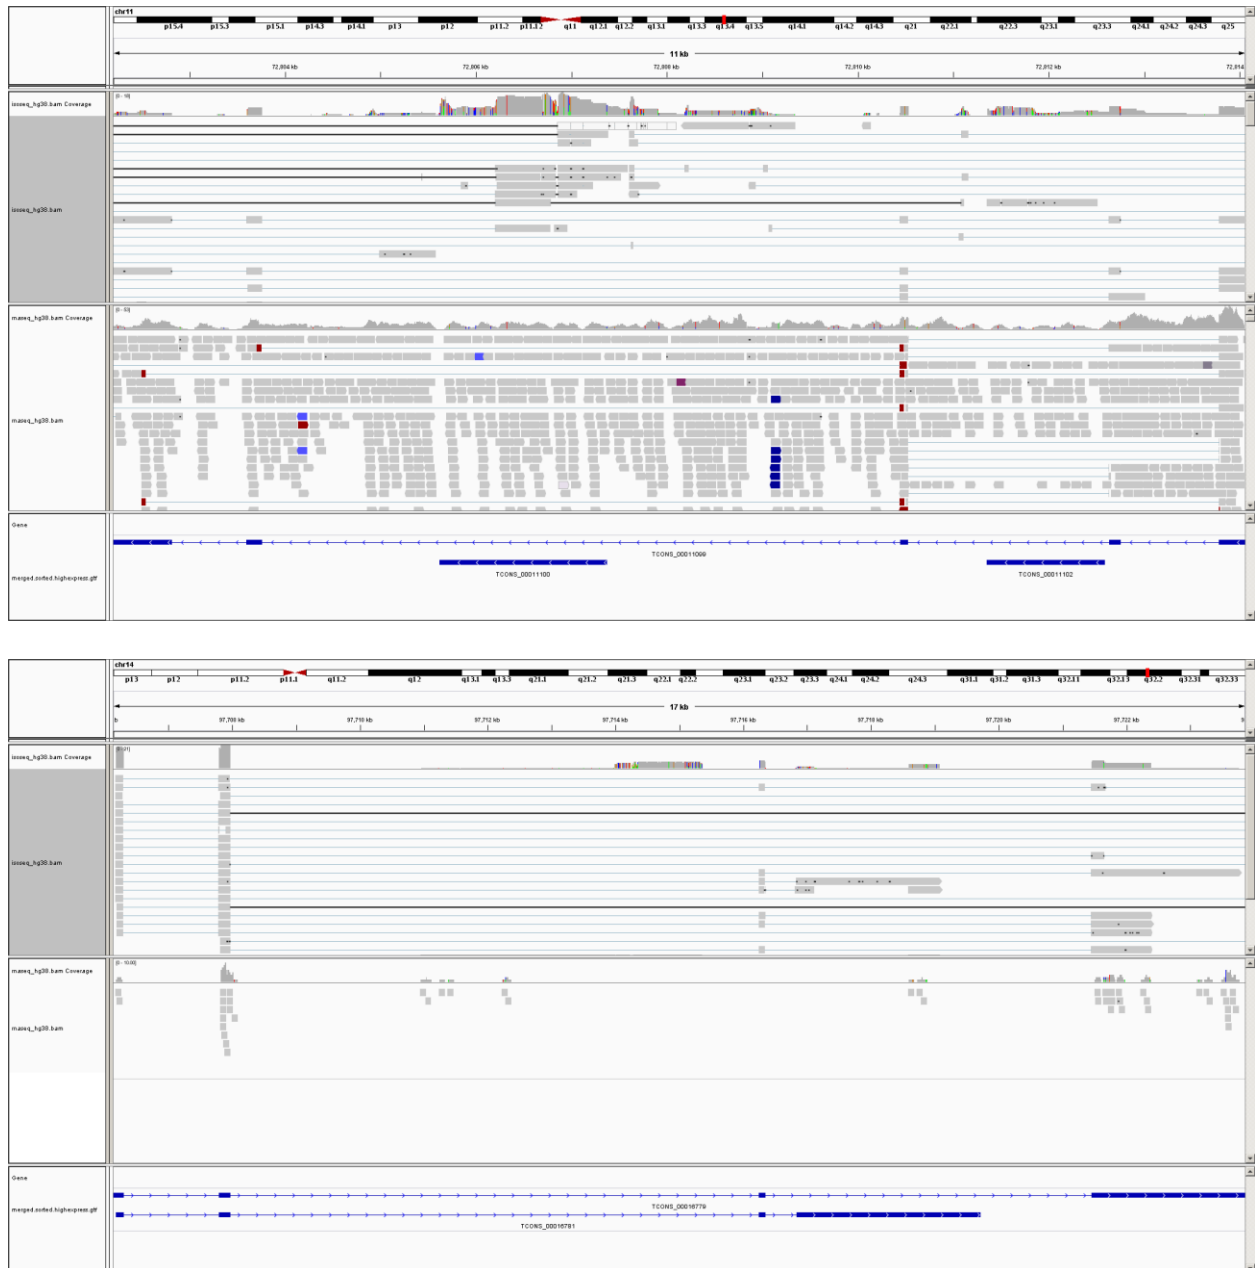 chr11
p15.4 p15.3 p15.1 p14.3 p14.1 p13 p12 p11.2 p11.12 q11 q12.1 q12.2 q13.1 q13.3 q13.4 q13.5 q14.1 q14.2 q14.3 q21 q22.1 q22.3 q23.1 q23.3 q24.1 q24.2 q24.3 q25
11 kb
72,004 kb 72,006 kb 72,008 kb 72,010 kb 72,012 kb 72,014
isoseq_hg38.bam Coverage
isoseq_hg38.bam
rnaseq_hg38.bam Coverage
rnaseq_hg38.bam
Gene
TCONS_00011099
merged.sorted.highexpress.gtf
TCONS_00011100 TCONS_00011102
chr14
p13 p12 p11.2 p11.1 q11.2 q12 q13.1 q13.3 q21.1 q21.2 q21.3 q22.1 q22.2 q23.1 q23.2 q23.3 q24.1 q24.2 q24.3 q31.1 q31.2 q31.3 q32.11 q32.13 q32.2 q32.31 q32.33
17 kb
97,708 kb 97,710 kb 97,712 kb 97,714 kb 97,716 kb 97,718 kb 97,720 kb 97,722 kb
isoseq_hg38.bam Coverage
isoseq_hg38.bam
rnaseq_hg38.bam Coverage
[0 - 10.00]
rnaseq_hg38.bam
Gene
TCONS_00016779
merged.sorted.highexpress.gtf
TCONS_00016781